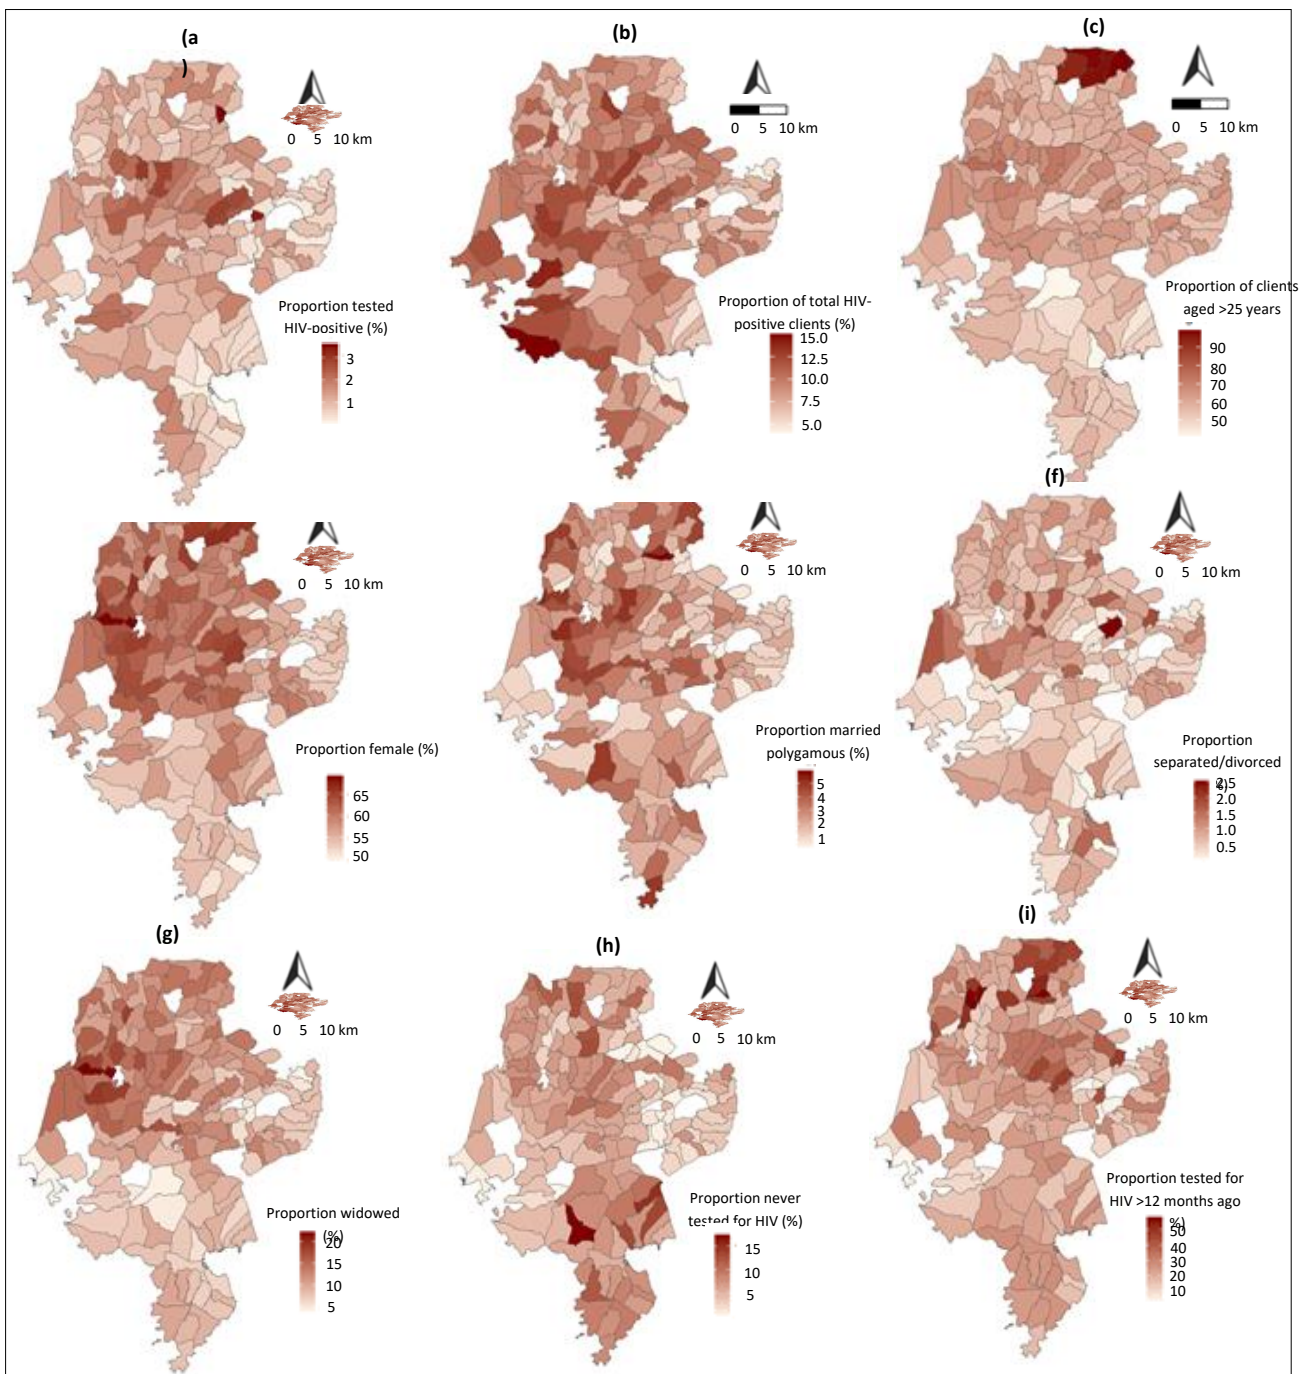 (a
)
0 5 10 km
Proportion tested
HIV-positive (%)
3
2
1
(b)
0 5 10 km
Proportion of total HIV-
positive clients (%)
15.0
12.5
10.0
7.5
5.0
(c)
0 5 10 km
Proportion of clients
aged >25 years
90
80
70
60
50
0 5 10 km
Proportion female (%)
65
60
55
50
0 5 10 km
Proportion married
polygamous (%)
5
4
3
2
1
(f)
0 5 10 km
Proportion
separated/divorced
%)
2.5
2.0
1.5
1.0
0.5
(g)
0 5 10 km
Proportion widowed
(%)
20
15
10
5
(h)
0 5 10 km
Proportion never
tested for HIV (%)
15
10
5
(i)
0 5 10 km
Proportion tested for
HIV >12 months ago
%)
50
40
30
20
10